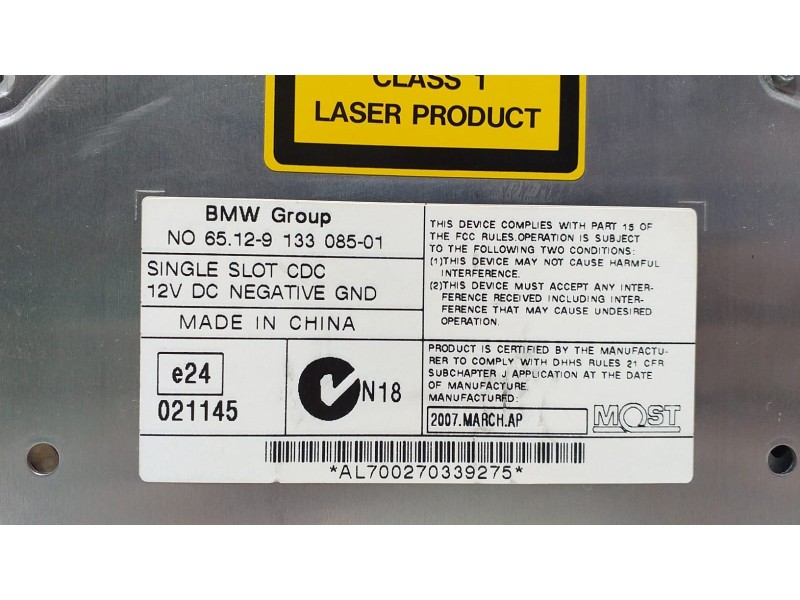 CLASS 1
LASER PRODUCT
BMW Group
NO 65.12-9 133 085-01
SINGLE SLOT CDC
12V DC NEGATIVE GND
MADE IN CHINA
e24
021145
N18
THIS DEVICE COMPLIES WITH PART 15 OF
THE FCC RULES.OPERATION IS SUBJECT
TO THE FOLLOWING TWO CONDITIONS:
(1)THIS DEVICE MAY NOT CAUSE HARMFUL
INTERFERENCE.
(2)THIS DEVICE MUST ACCEPT ANY INTER-
FERENCE RECEIVED INCLUDING INTER-
FERENCE THAT MAY CAUSE UNDESIRED
OPERATION.
PRODUCT IS CERTIFIED BY THE MANUFACTU-
RER TO COMPLY WITH DHHS RULES 21 CFR
SUBCHAPTER J APPLICATION AT THE DATE
OF MANUFACTURE.
MANUFACTURFD:
2007.MARCH.AP
MOST
*AL700270339275*